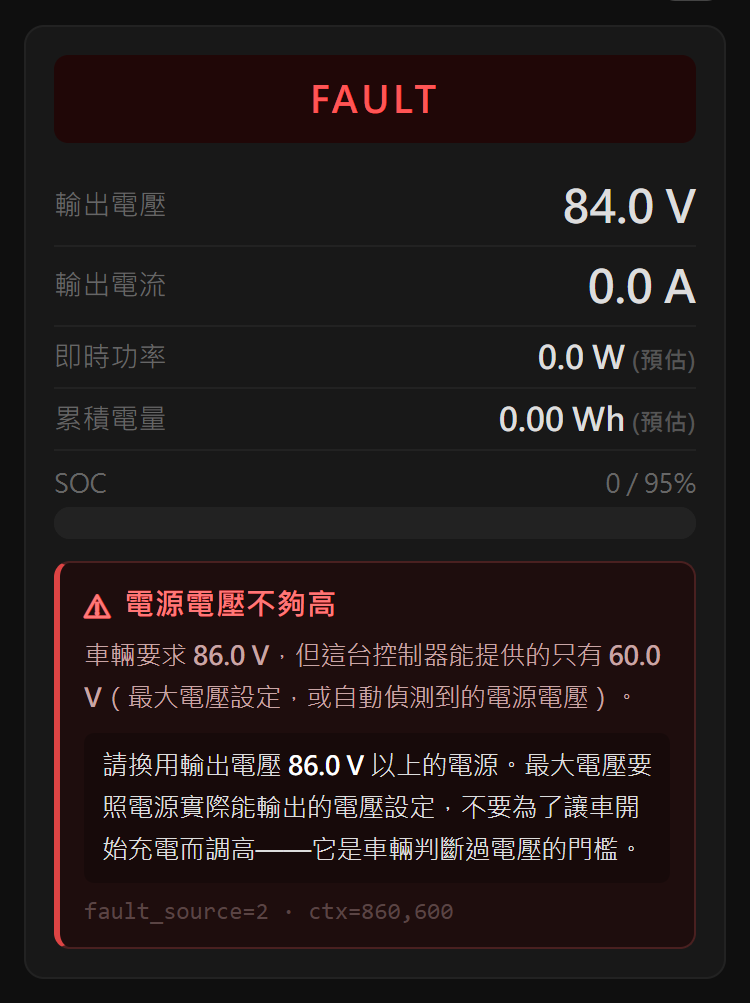 FAULT
輸出電壓 84.0 V
輸出電流 0.0 A
即時功率 0.0 W (預估)
累積電量 0.00 Wh (預估)
SOC 0 / 95%
⚠ 電源電壓不夠高
車輛要求 86.0 V，但這台控制器能提供的只有 60.0
V（最大電壓設定，或自動偵測到的電源電壓）。
請換用輸出電壓 86.0 V 以上的電源。最大電壓要
照電源實際能輸出的電壓設定，不要為了讓車開
始充電而調高——它是車輛判斷過電壓的門檻。
fault_source=2 · ctx=860,600